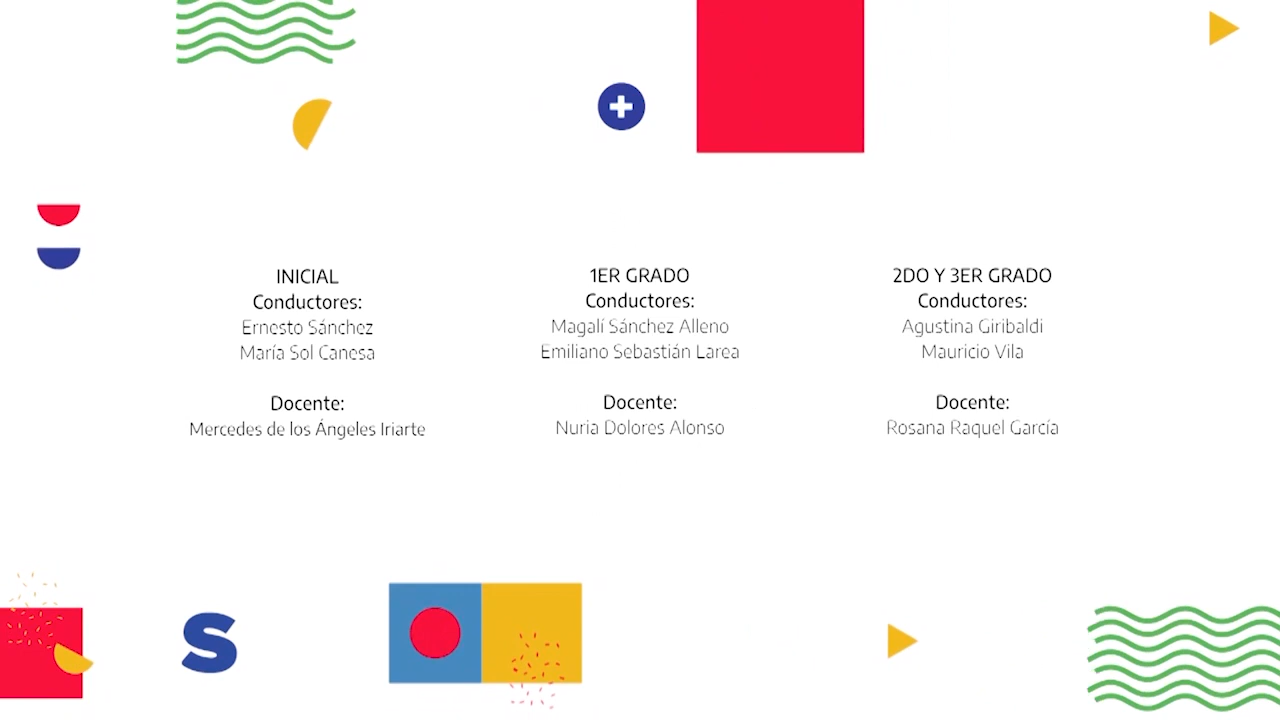 INICIAL
Conductores:
Ernesto Sánchez
María Sol Canesa
Docente:
Mercedes de los Ángeles Iriarte
1ER GRADO
Conductores:
Magalí Sánchez Alleno
Emiliano Sebastián Larea
Docente:
Nuria Dolores Alonso
2DO Y 3ER GRADO
Conductores:
Agustina Giribaldi
Mauricio Vila
Docente:
Rosana Raquel García
S